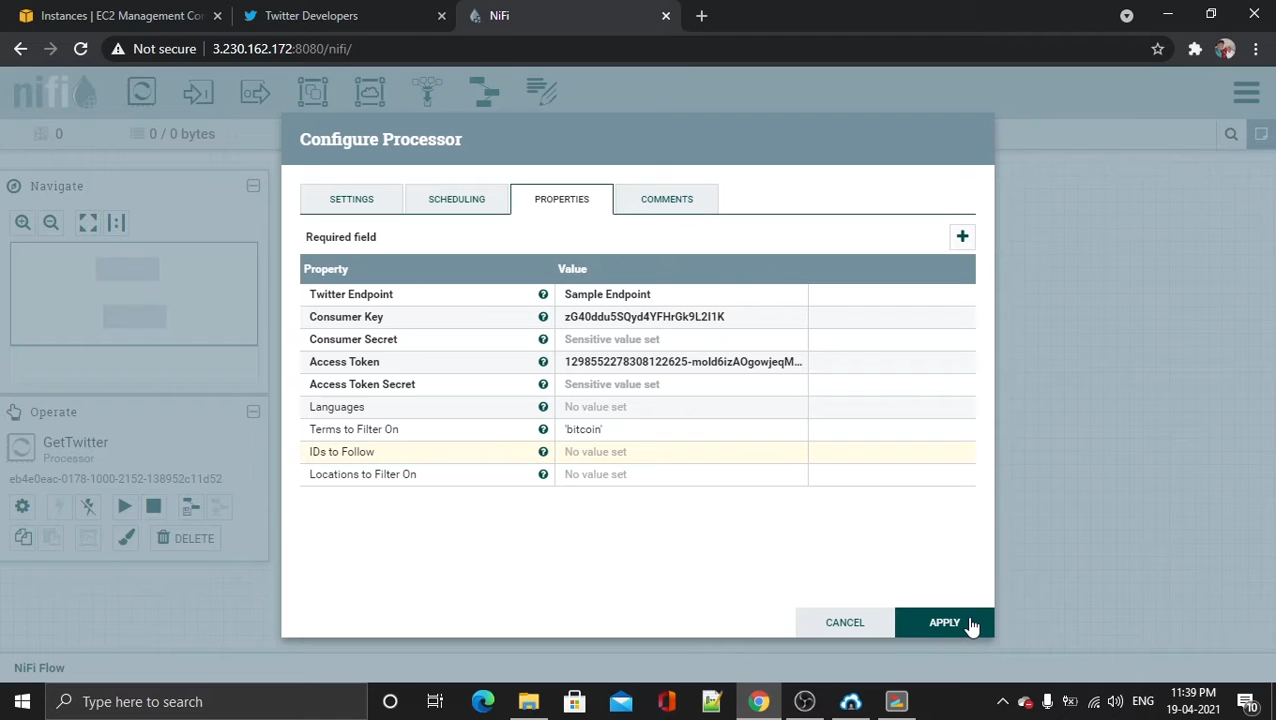 Instances | EC2 Management Con
Twitter Developers
NiFi
Not secure
3.230.162.172:8080/nifi/
nifi
0
0 / 0 bytes
Configure Processor
SETTINGS
SCHEDULING
PROPERTIES
COMMENTS
Required field
Property
Value
Twitter Endpoint
Sample Endpoint
Consumer Key
zG40ddu5SQyd4YFHrGk9L2I1K
Consumer Secret
Sensitive value set
Access Token
1298552278308122625-mold6izAOgowjeqM...
Access Token Secret
Sensitive value set
Languages
No value set
Terms to Filter On
'bitcoin'
IDs to Follow
No value set
Locations to Filter On
No value set
CANCEL
APPLY
Navigate
Operate
GetTwitter
Processor
eb4e0eac-0178-1000-2152-138952c11d52
DELETE
NiFi Flow
Type here to search
ENG
11:39 PM
19-04-2021
10